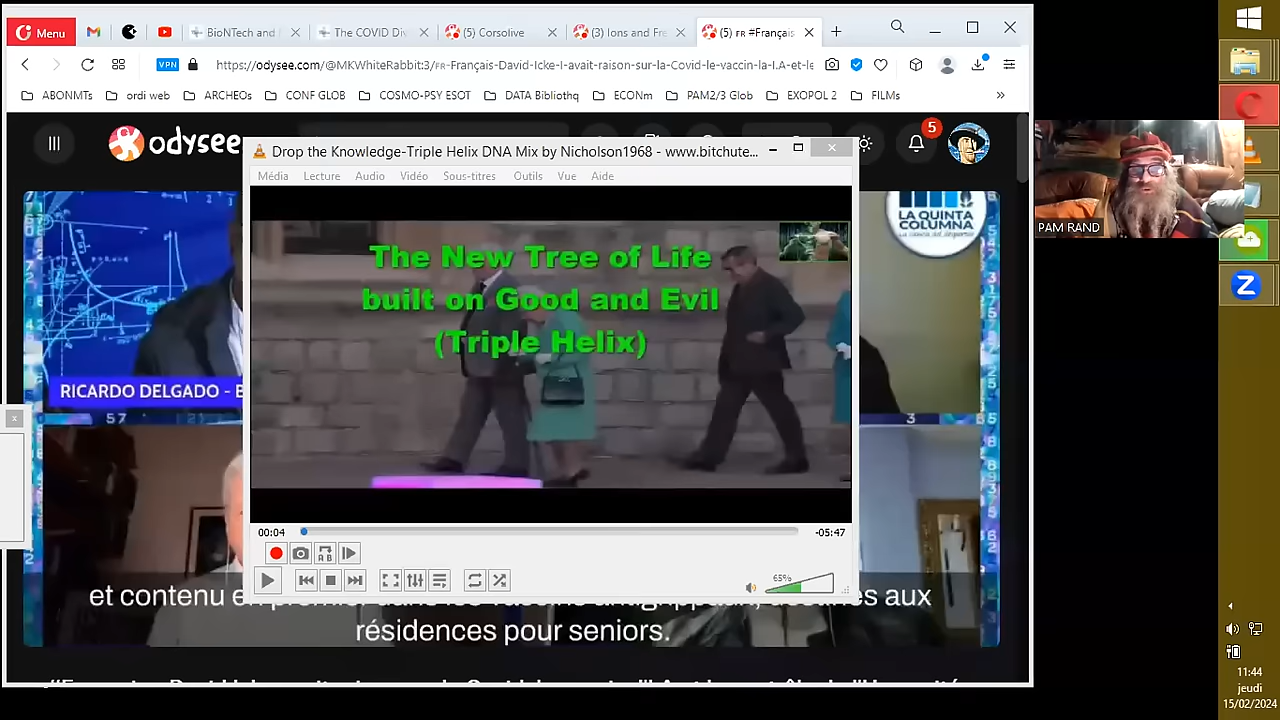 Menu
BioNTech and
The COVID Div
(5) Corsolive
(3) Ions and Fre
(5) FR #Français
VPN
https://odysee.com/@MKWhiteRabbit:3/FR-Français-David-Icke-l-avait-raison-sur-la-Covid-le-vaccin-la-I.A-et-le
ABONMTs
ordi web
ARCHEOs
CONF GLOB
COSMO-PSY ESOT
DATA Bibliothq
ECONm
PAM2/3 Glob
EXOPOL 2
FILMs
»
odysee
5
Drop the Knowledge-Triple Helix DNA Mix by Nicholson1968 - www.bitchute...
Média Lecture Audio Vidéo Sous-titres Outils Vue Aide
The New Tree of Life
built on Good and Evil
(Triple Helix)
LA QUINTA
COLUMNA
RICARDO DELGADO -
PAM RAND
00:04
-05:47
65%
et contenu
aux
résidences pour seniors.
11:44
jeudi
15/02/2024